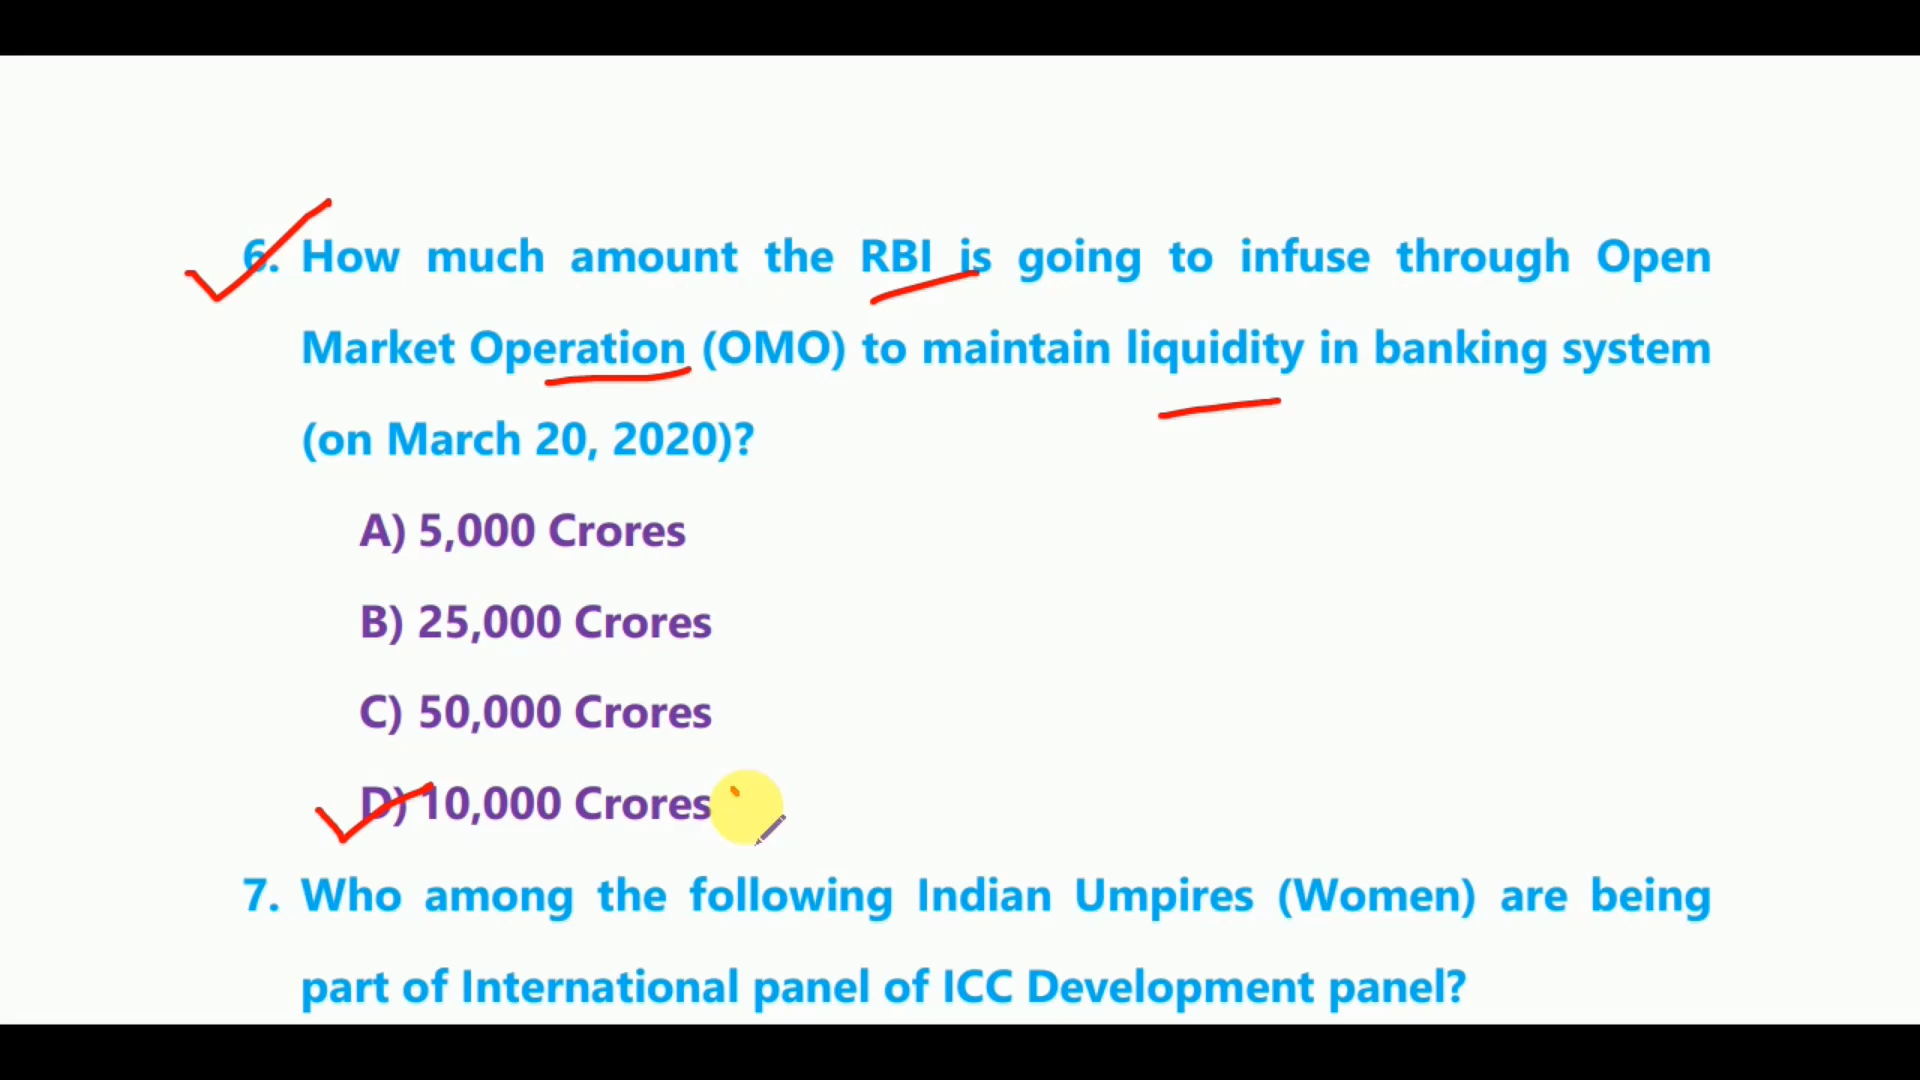 6. How much amount the RBI is going to infuse through Open
Market Operation (OMO) to maintain liquidity in banking system
(on March 20, 2020)?
A) 5,000 Crores
B) 25,000 Crores
C) 50,000 Crores
D) 10,000 Crores
7. Who among the following Indian Umpires (Women) are being
part of International panel of ICC Development panel?